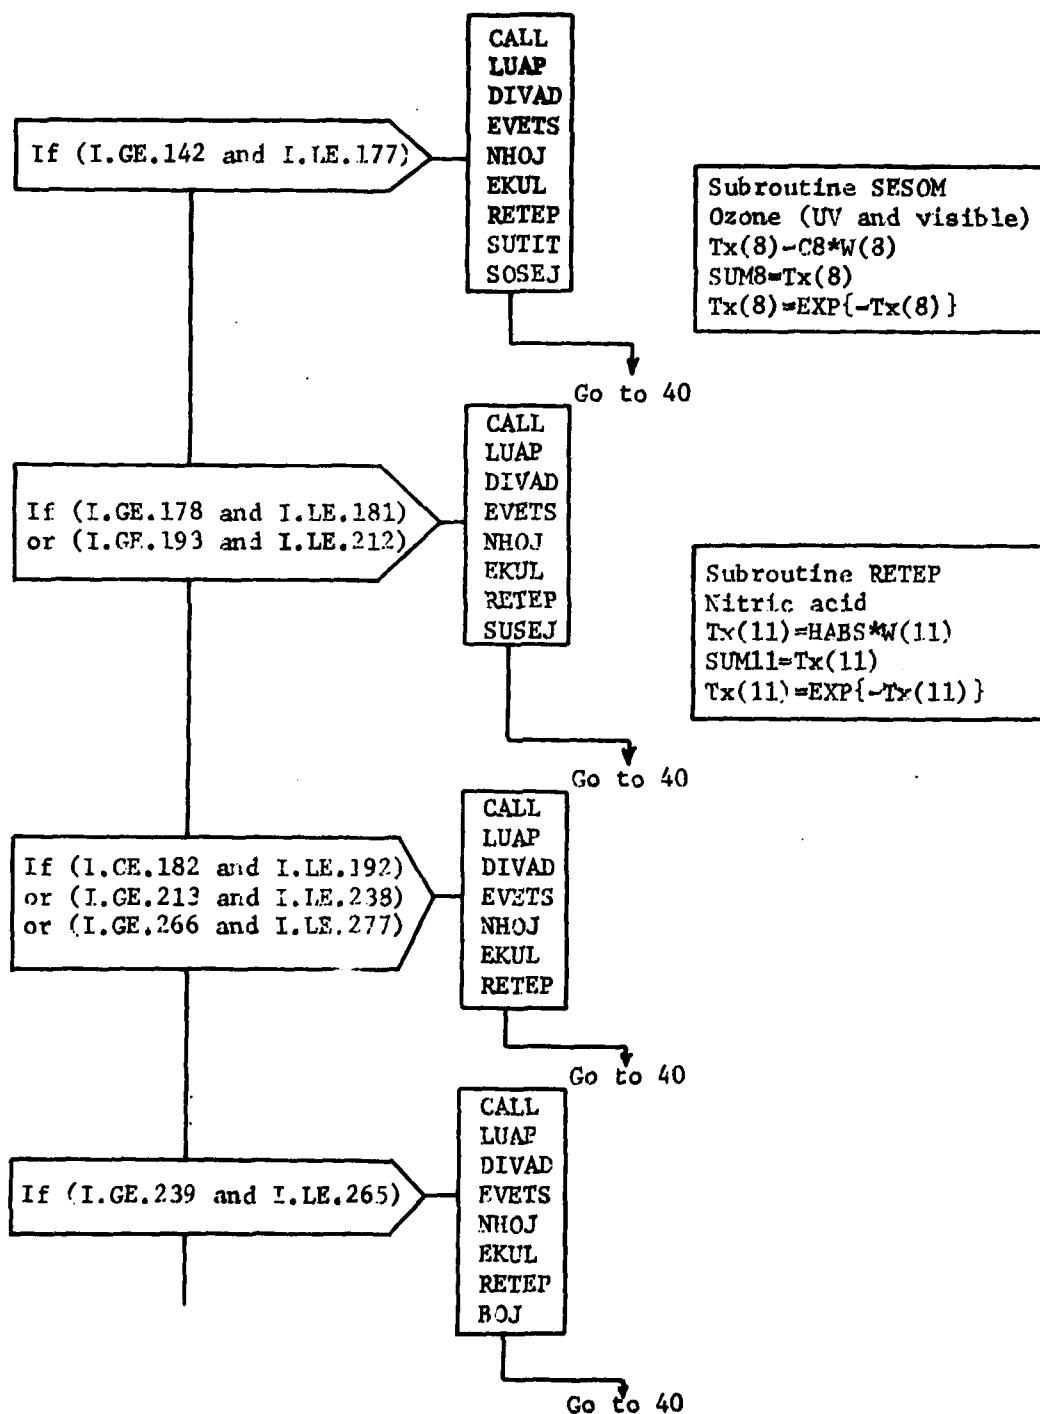 CALL
LUAP
DIVAD
EVETS
NHOJ
EKUL
RETEP
SUTIT
SOSEJ
If (I.GE.142 and I.LE.177)
Go to 40
Subroutine SESOM
Ozone (UV and visible)
Tx(8)-C8*W(8)
SUM8=Tx(8)
Tx(8)=EXP{-Tx(8)}
If (I.GE.178 and I.LE.181)
or (I.GE.193 and I.LE.212)
CALL
LUAP
DIVAD
EVETS
NHOJ
EKUL
RETEP
SUSEJ
Go to 40
Subroutine RETEP
Nitric acid
Tx(11)=HABS*W(11)
SUM11=Tx(11)
Tx(11)=EXP{-Tx(11)}
If (I.GE.182 and I.LE.192)
or (I.GE.213 and I.LE.238)
or (I.GE.266 and I.LE.277)
CALL
LUAP
DIVAD
EVETS
NHOJ
EKUL
RETEP
Go to 40
If (I.GE.239 and I.LE.265)
CALL
LUAP
DIVAD
EVETS
NHOJ
EKUL
RETEP
BOJ
Go to 40